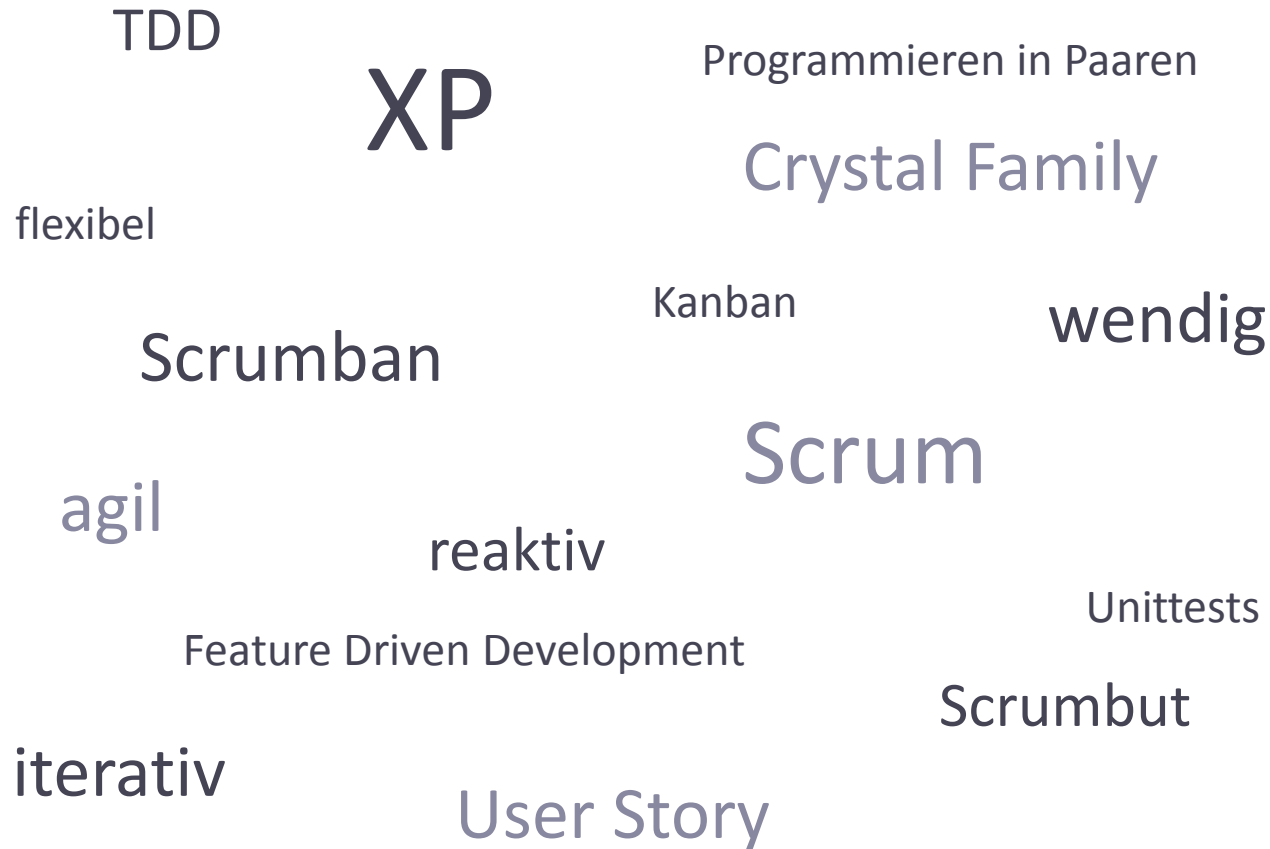 TDD
Programmieren in Paaren
XP
Crystal Family
flexibel
Kanban
wendig
Scrumban
Scrum
agil
reaktiv
Unittests
Feature Driven Development
Scrumbut
iterativ
User Story